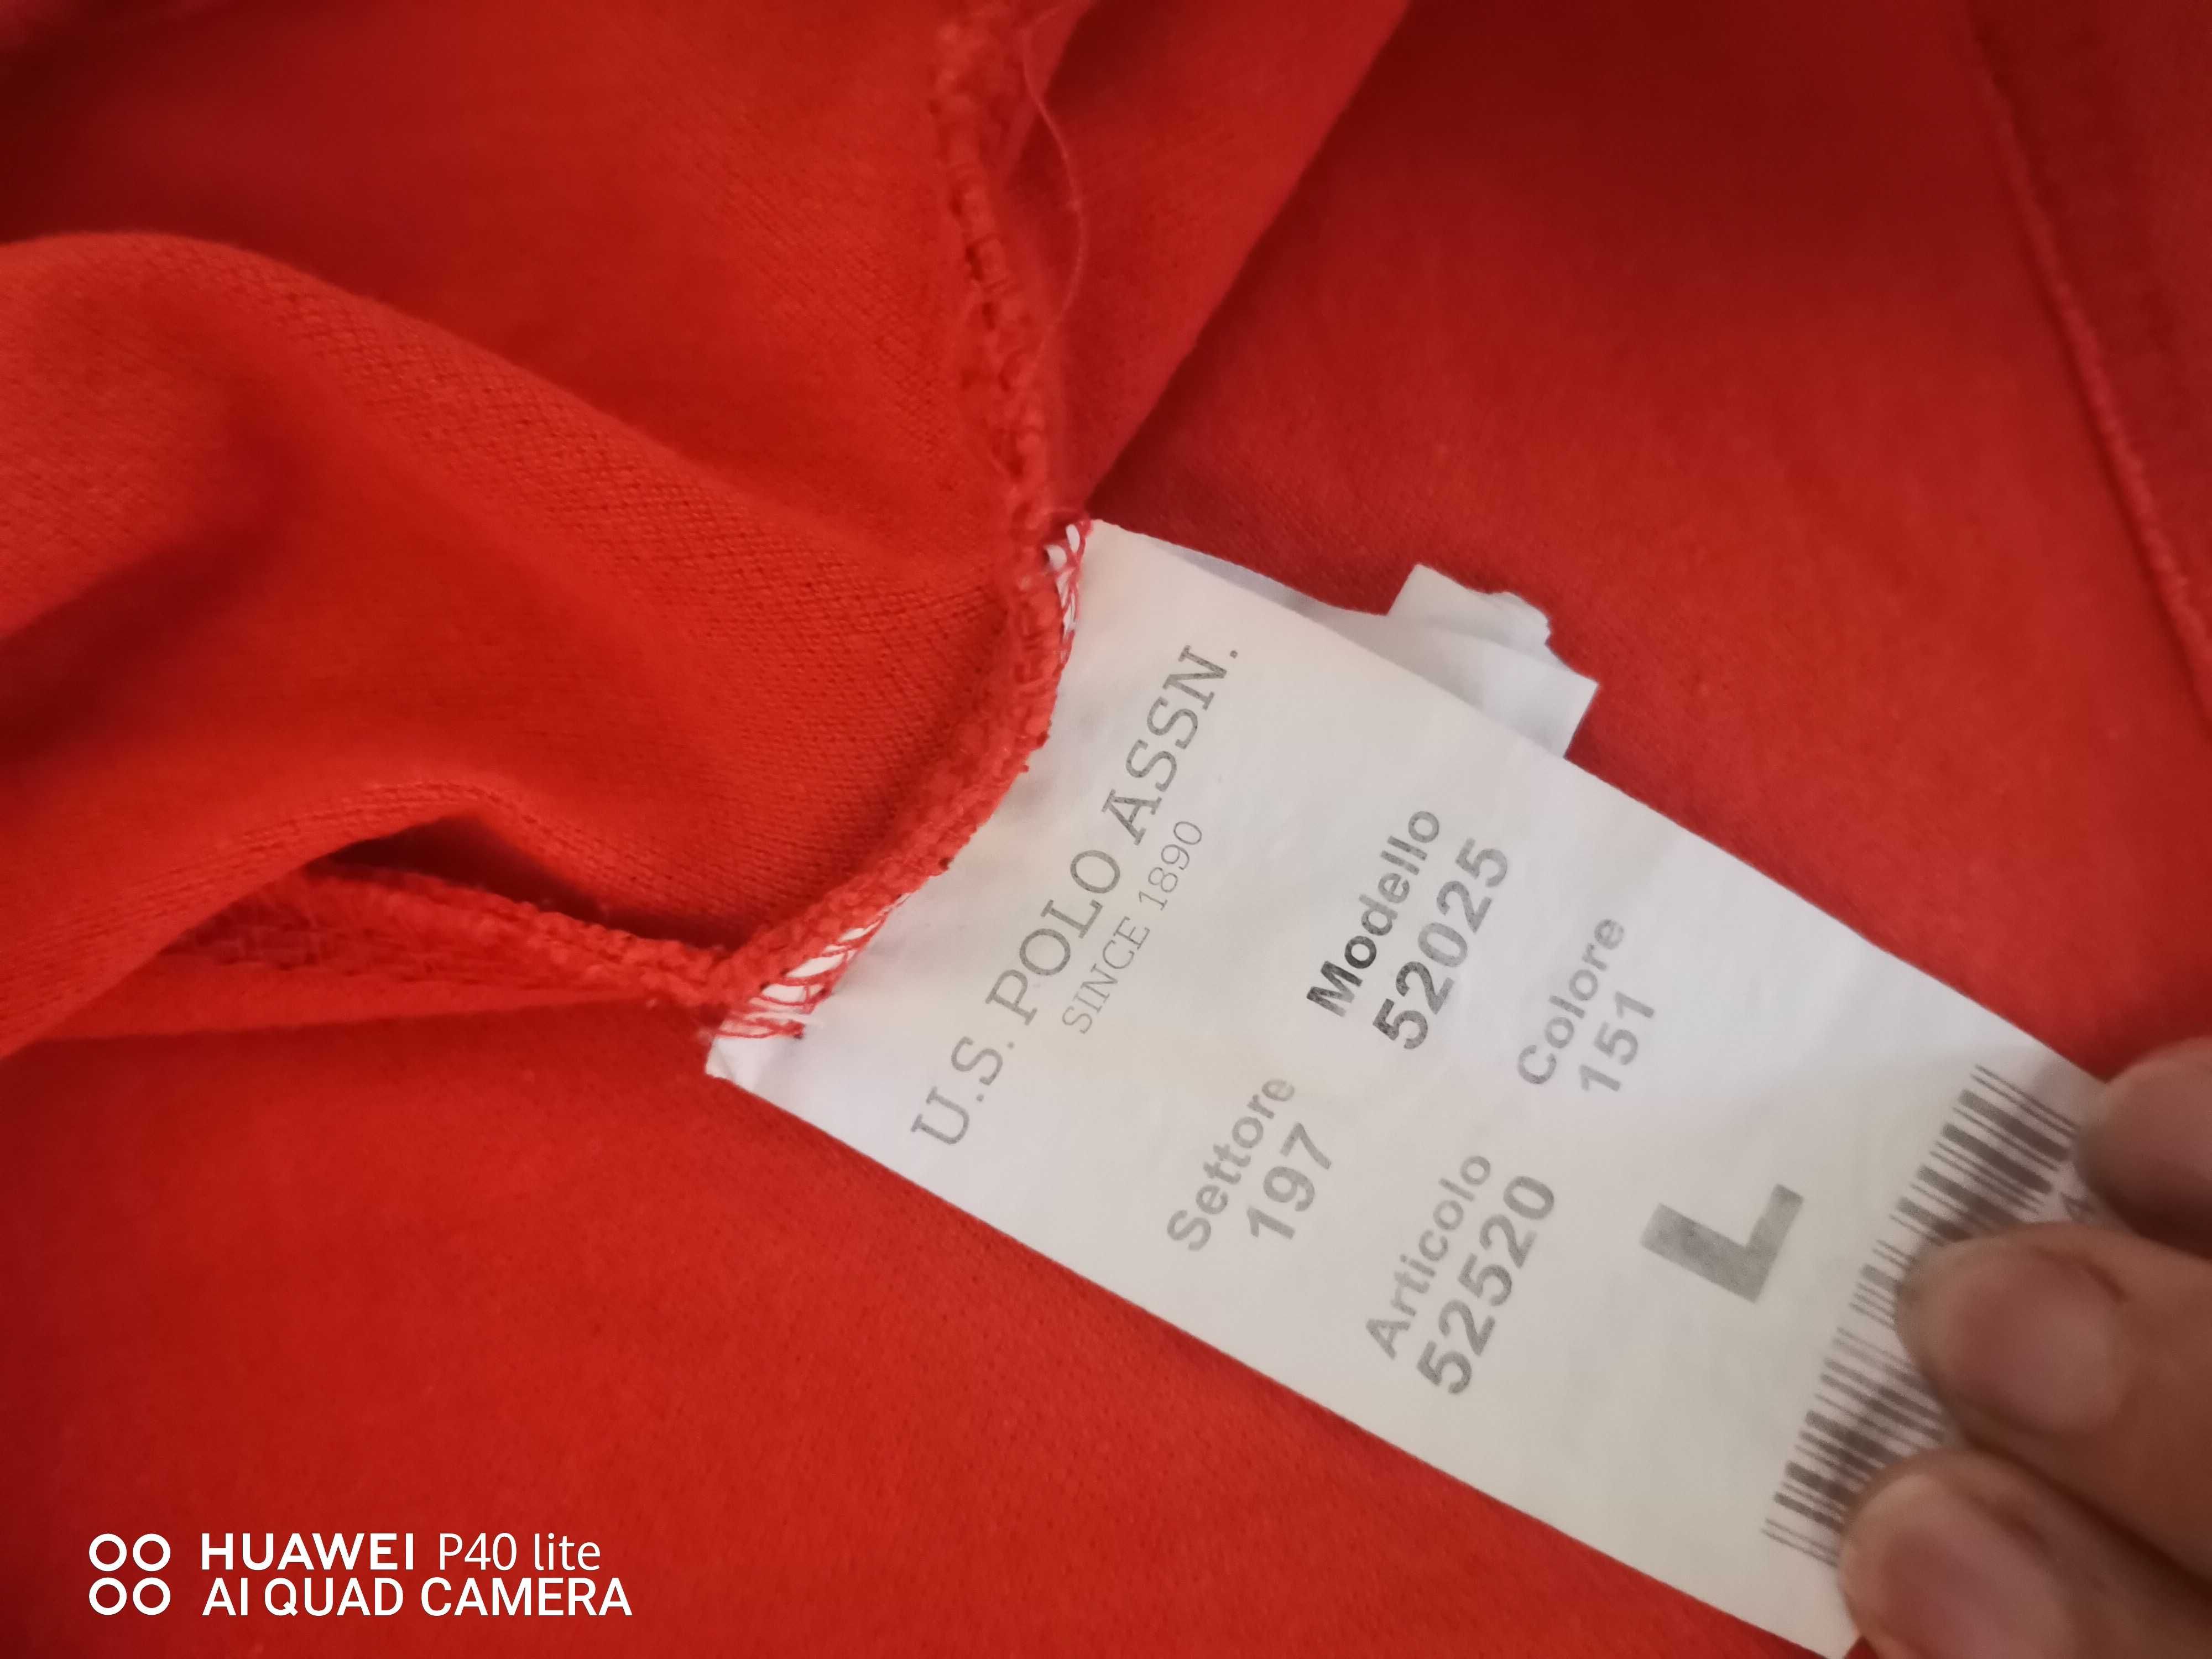 U.S. POLO ASSN.
SINCE 1890
Settore
197
Modello
52025
Articolo
52520
Colore
151
L
HUAWEI P40 lite
AI QUAD CAMERA